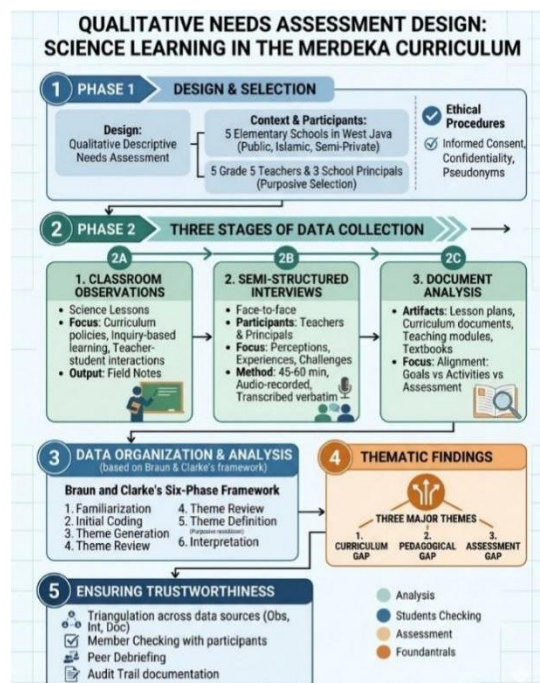 QUALITATIVE NEEDS ASSESSMENT DESIGN:
SCIENCE LEARNING IN THE MERDEKA CURRICULUM
1 PHASE 1 DESIGN & SELECTION
Design:
Qualitative Descriptive
Needs Assessment
Context & Participants:
5 Elementary Schools in West Java
(Public, Islamic, Semi-Private)
5 Grade 5 Teachers & 3 School Principals
(Purposive Selection)
Ethical
Procedures
Informed Consent,
Confidentiality,
Pseudonyms
2 PHASE 2 THREE STAGES OF DATA COLLECTION
2A
1. CLASSROOM
OBSERVATIONS
• Science Lessons
• Focus: Curriculum
policies, Inquiry-based
learning, Teacher-
student interactions
• Output: Field Notes
2B
2. SEMI-STRUCTURED
INTERVIEWS
• Face-to-face
• Participants: Teachers
& Principals
• Focus: Perceptions,
Experiences, Challenges
• Method: 45-60 min,
Audio-recorded,
Transcribed verbatim
2C
3. DOCUMENT
ANALYSIS
• Artifacts: Lesson plans,
Curriculum documents,
Teaching modules,
Textbooks
• Focus: Alignment:
Goals vs Activities vs
Assessment
3 DATA ORGANIZATION & ANALYSIS
(based on Braun & Clarke's framework)
Braun and Clarke's Six-Phase Framework
1. Familiarization
2. Initial Coding
3. Theme Generation
4. Theme Review
4. Theme Review
5. Theme Definition
6. Interpretation
4 THEMATIC FINDINGS
THREE MAJOR THEMES
1.
CURRICULUM
GAP
2.
PEDAGOGICAL
GAP
3.
ASSESSMENT
GAP
5 ENSURING TRUSTWORTHINESS
Triangulation across data sources (Obs,
Int, Doc)
Member Checking with participants
Peer Debriefing
Audit Trail documentation
Analysis
Students Checking
Assessment
Foundantrals